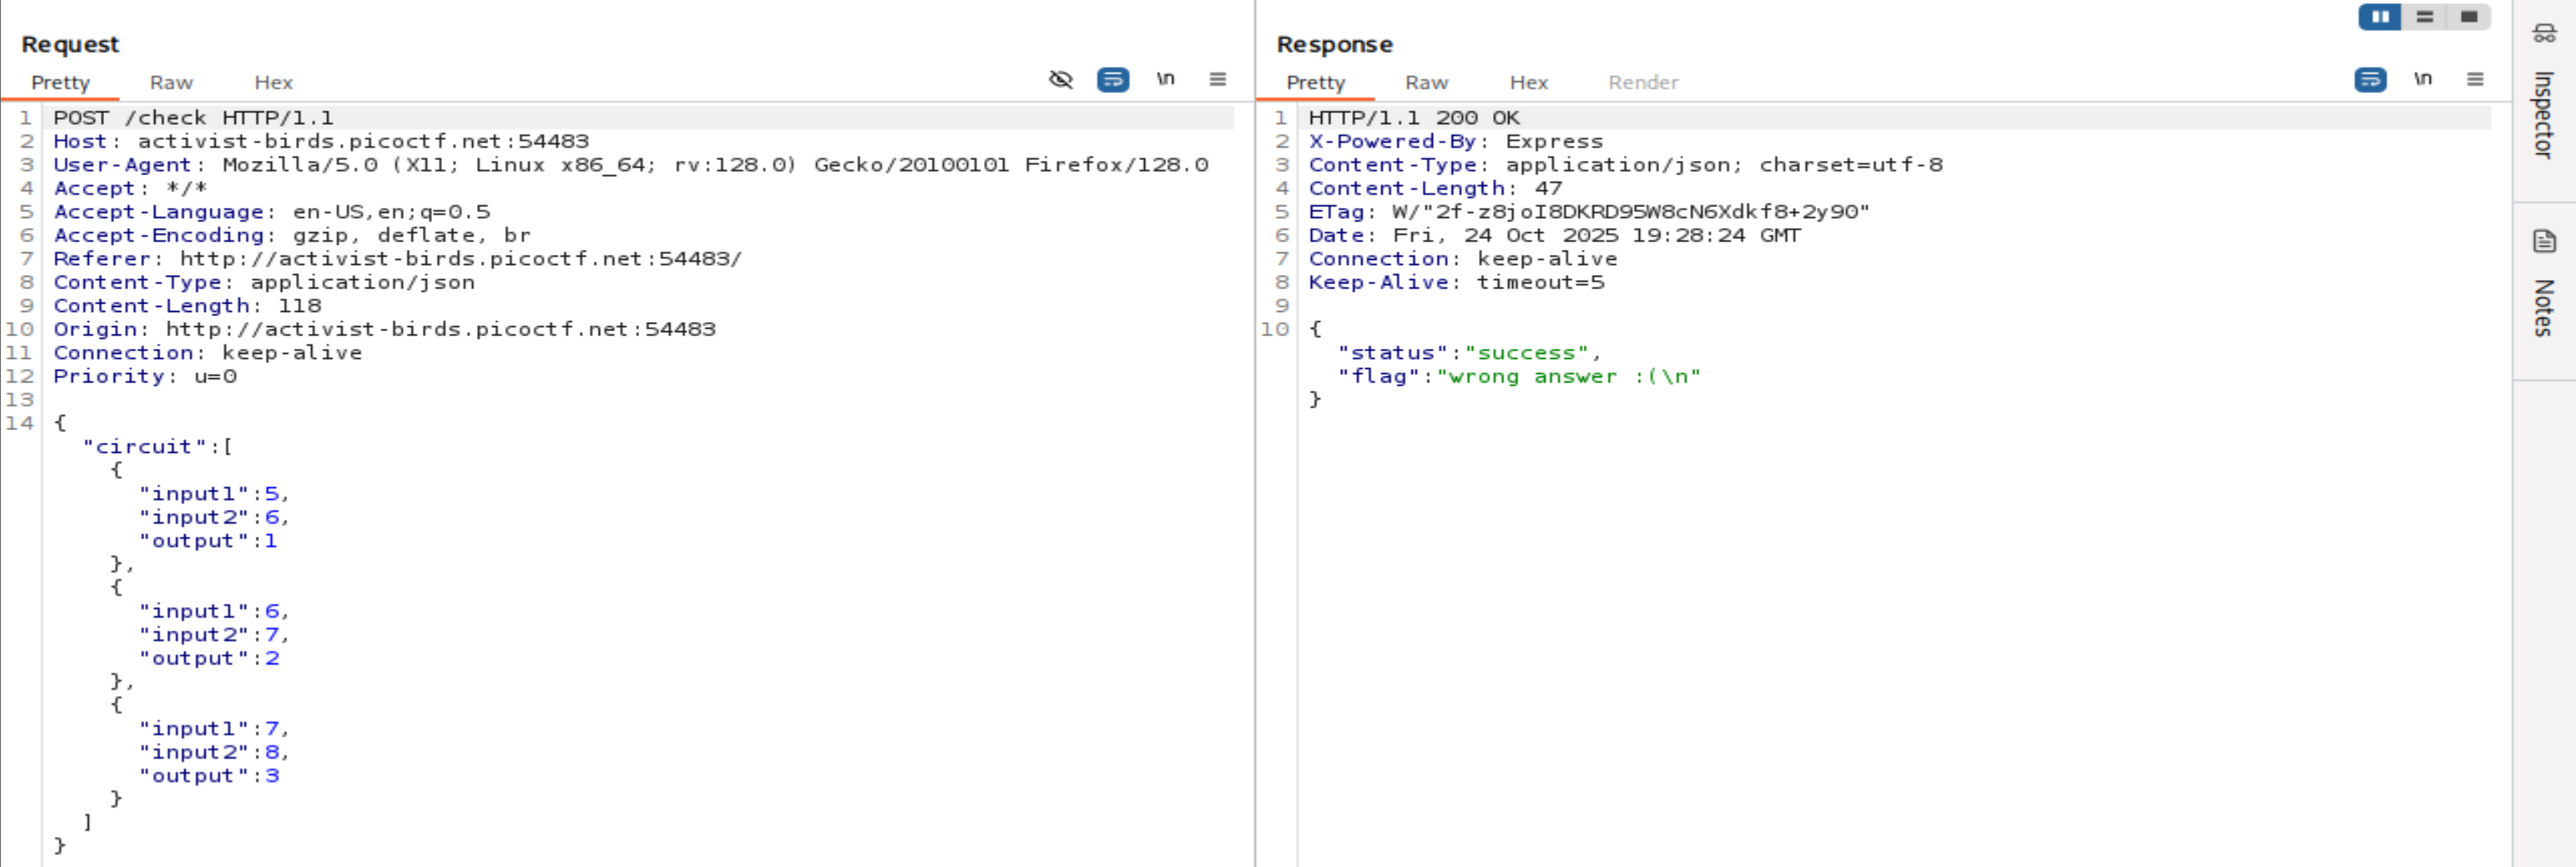 Request
Pretty Raw Hex \n
1 POST /check HTTP/1.1
2 Host: activist-birds.picoctf.net:54483
3 User-Agent: Mozilla/5.0 (X11; Linux x86_64; rv:128.0) Gecko/20100101 Firefox/128.0
4 Accept: */*
5 Accept-Language: en-US,en;q=0.5
6 Accept-Encoding: gzip, deflate, br
7 Referer: http://activist-birds.picoctf.net:54483/
8 Content-Type: application/json
9 Content-Length: 118
10 Origin: http://activist-birds.picoctf.net:54483
11 Connection: keep-alive
12 Priority: u=0
13
14 {
"circuit":[
{
"input1":5,
"input2":6,
"output":1
},
{
"input1":6,
"input2":7,
"output":2
},
{
"input1":7,
"input2":8,
"output":3
}
]
}
Response
Pretty Raw Hex Render \n
1 HTTP/1.1 200 OK
2 X-Powered-By: Express
3 Content-Type: application/json; charset=utf-8
4 Content-Length: 47
5 ETag: W/"2f-z8joI8DKRD95W8cN6Xdkf8+2y90"
6 Date: Fri, 24 Oct 2025 19:28:24 GMT
7 Connection: keep-alive
8 Keep-Alive: timeout=5
9
10 {
"status":"success",
"flag":"wrong answer :(\n"
}
Inspector
Notes